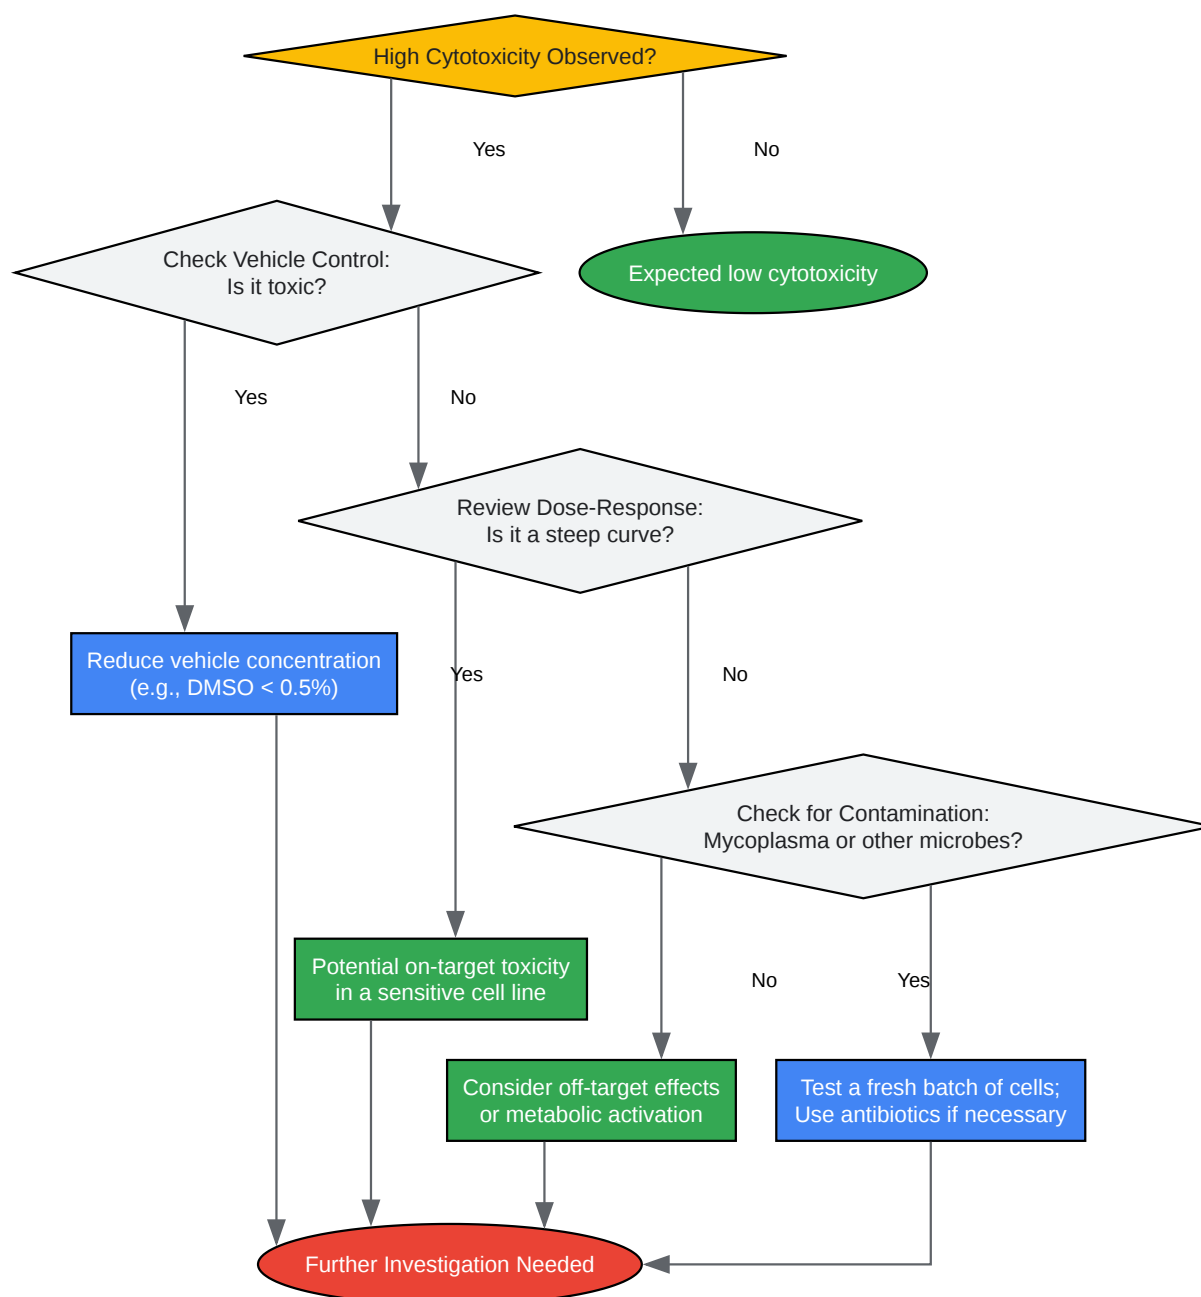 High Cytotoxicity Observed?
Yes
No
Check Vehicle Control:
Is it toxic?
Expected low cytotoxicity
Yes
No
Review Dose-Response:
Is it a steep curve?
Reduce vehicle concentration
(e.g., DMSO < 0.5%)
Yes
No
Check for Contamination:
Mycoplasma or other microbes?
Potential on-target toxicity
in a sensitive cell line
No
Yes
Consider off-target effects
or metabolic activation
Test a fresh batch of cells;
Use antibiotics if necessary
Further Investigation Needed